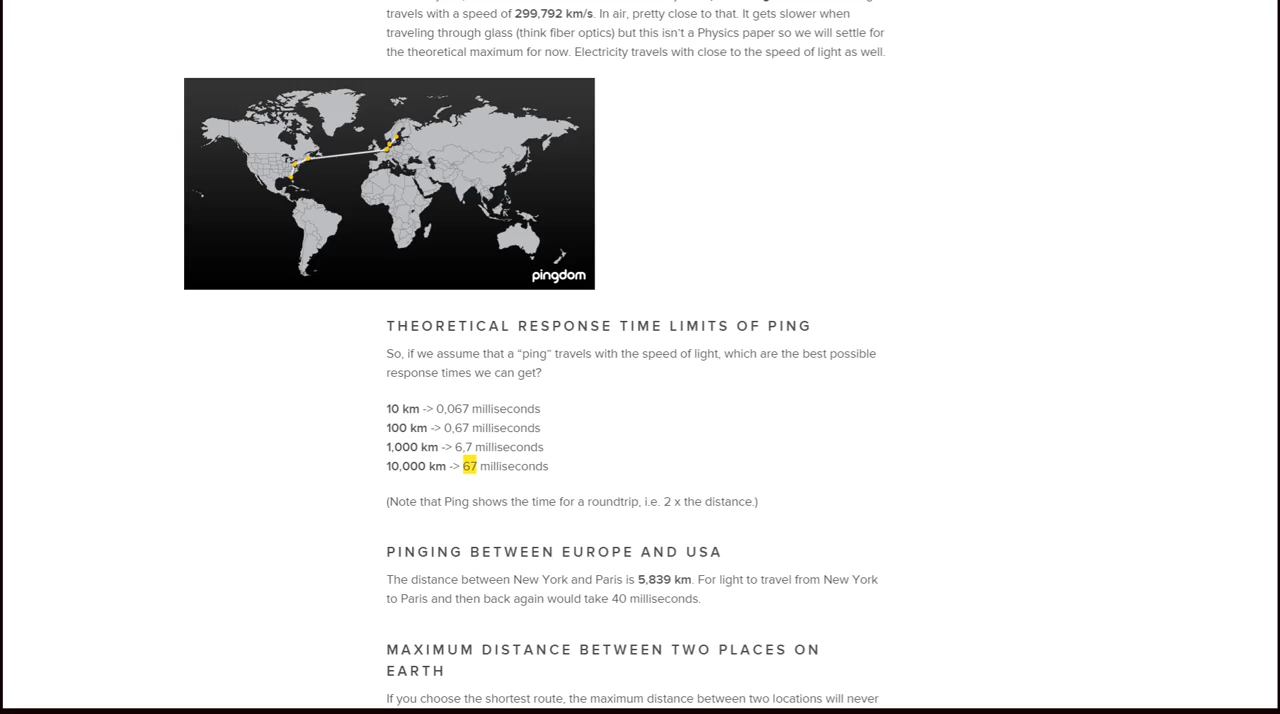 travels with a speed of 299,792 km/s. In air, pretty close to that. It gets slower when
traveling through glass (think fiber optics) but this isn't a Physics paper so we will settle for
the theoretical maximum for now. Electricity travels with close to the speed of light as well.
pingdom
THEORETICAL RESPONSE TIME LIMITS OF PING
So, if we assume that a “ping” travels with the speed of light, which are the best possible
response times we can get?
10 km -> 0,067 milliseconds
100 km -> 0,67 milliseconds
1,000 km -> 6,7 milliseconds
10,000 km -> 67 milliseconds
(Note that Ping shows the time for a roundtrip, i.e. 2 x the distance.)
PINGING BETWEEN EUROPE AND USA
The distance between New York and Paris is 5,839 km. For light to travel from New York
to Paris and then back again would take 40 milliseconds.
MAXIMUM DISTANCE BETWEEN TWO PLACES ON
EARTH
If you choose the shortest route, the maximum distance between two locations will never